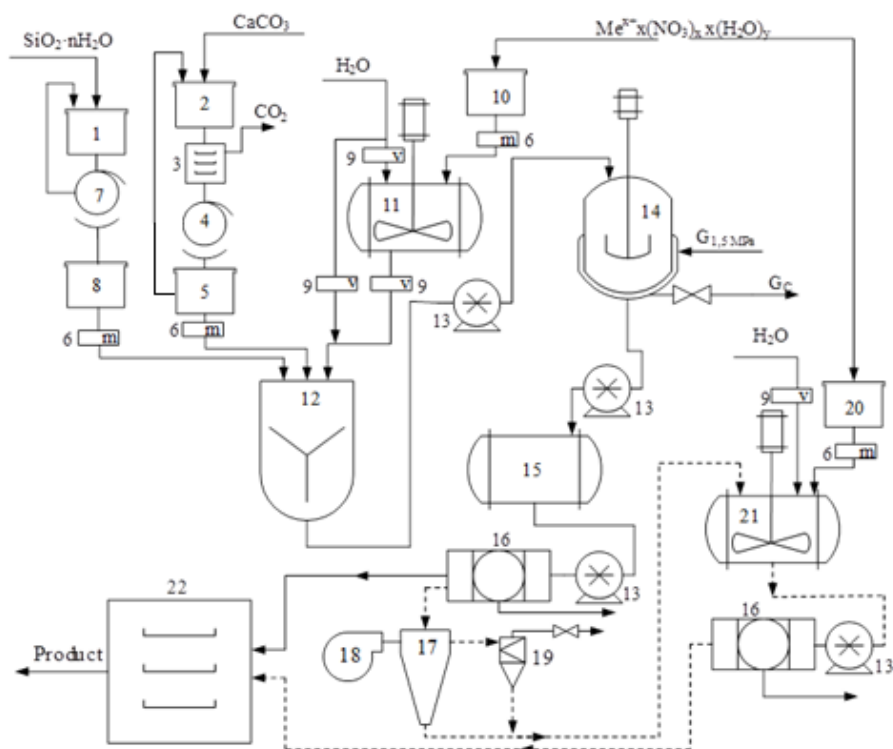 CaCO₃
Meˣ⁼x(NO₃)ₓ x(H₂O)ᵧ
SiO₂·nH₂O
H₂O
2
10
CO₂
1
m 6
3
9 v
7
4
11
14
G₁,₅ MPa
8
5
9 v
v 9
G_C
13
6 m
6 m
H₂O
12
13
9 v
20
6 m
15
21
16
22
13
16
17
18
19
Product
13